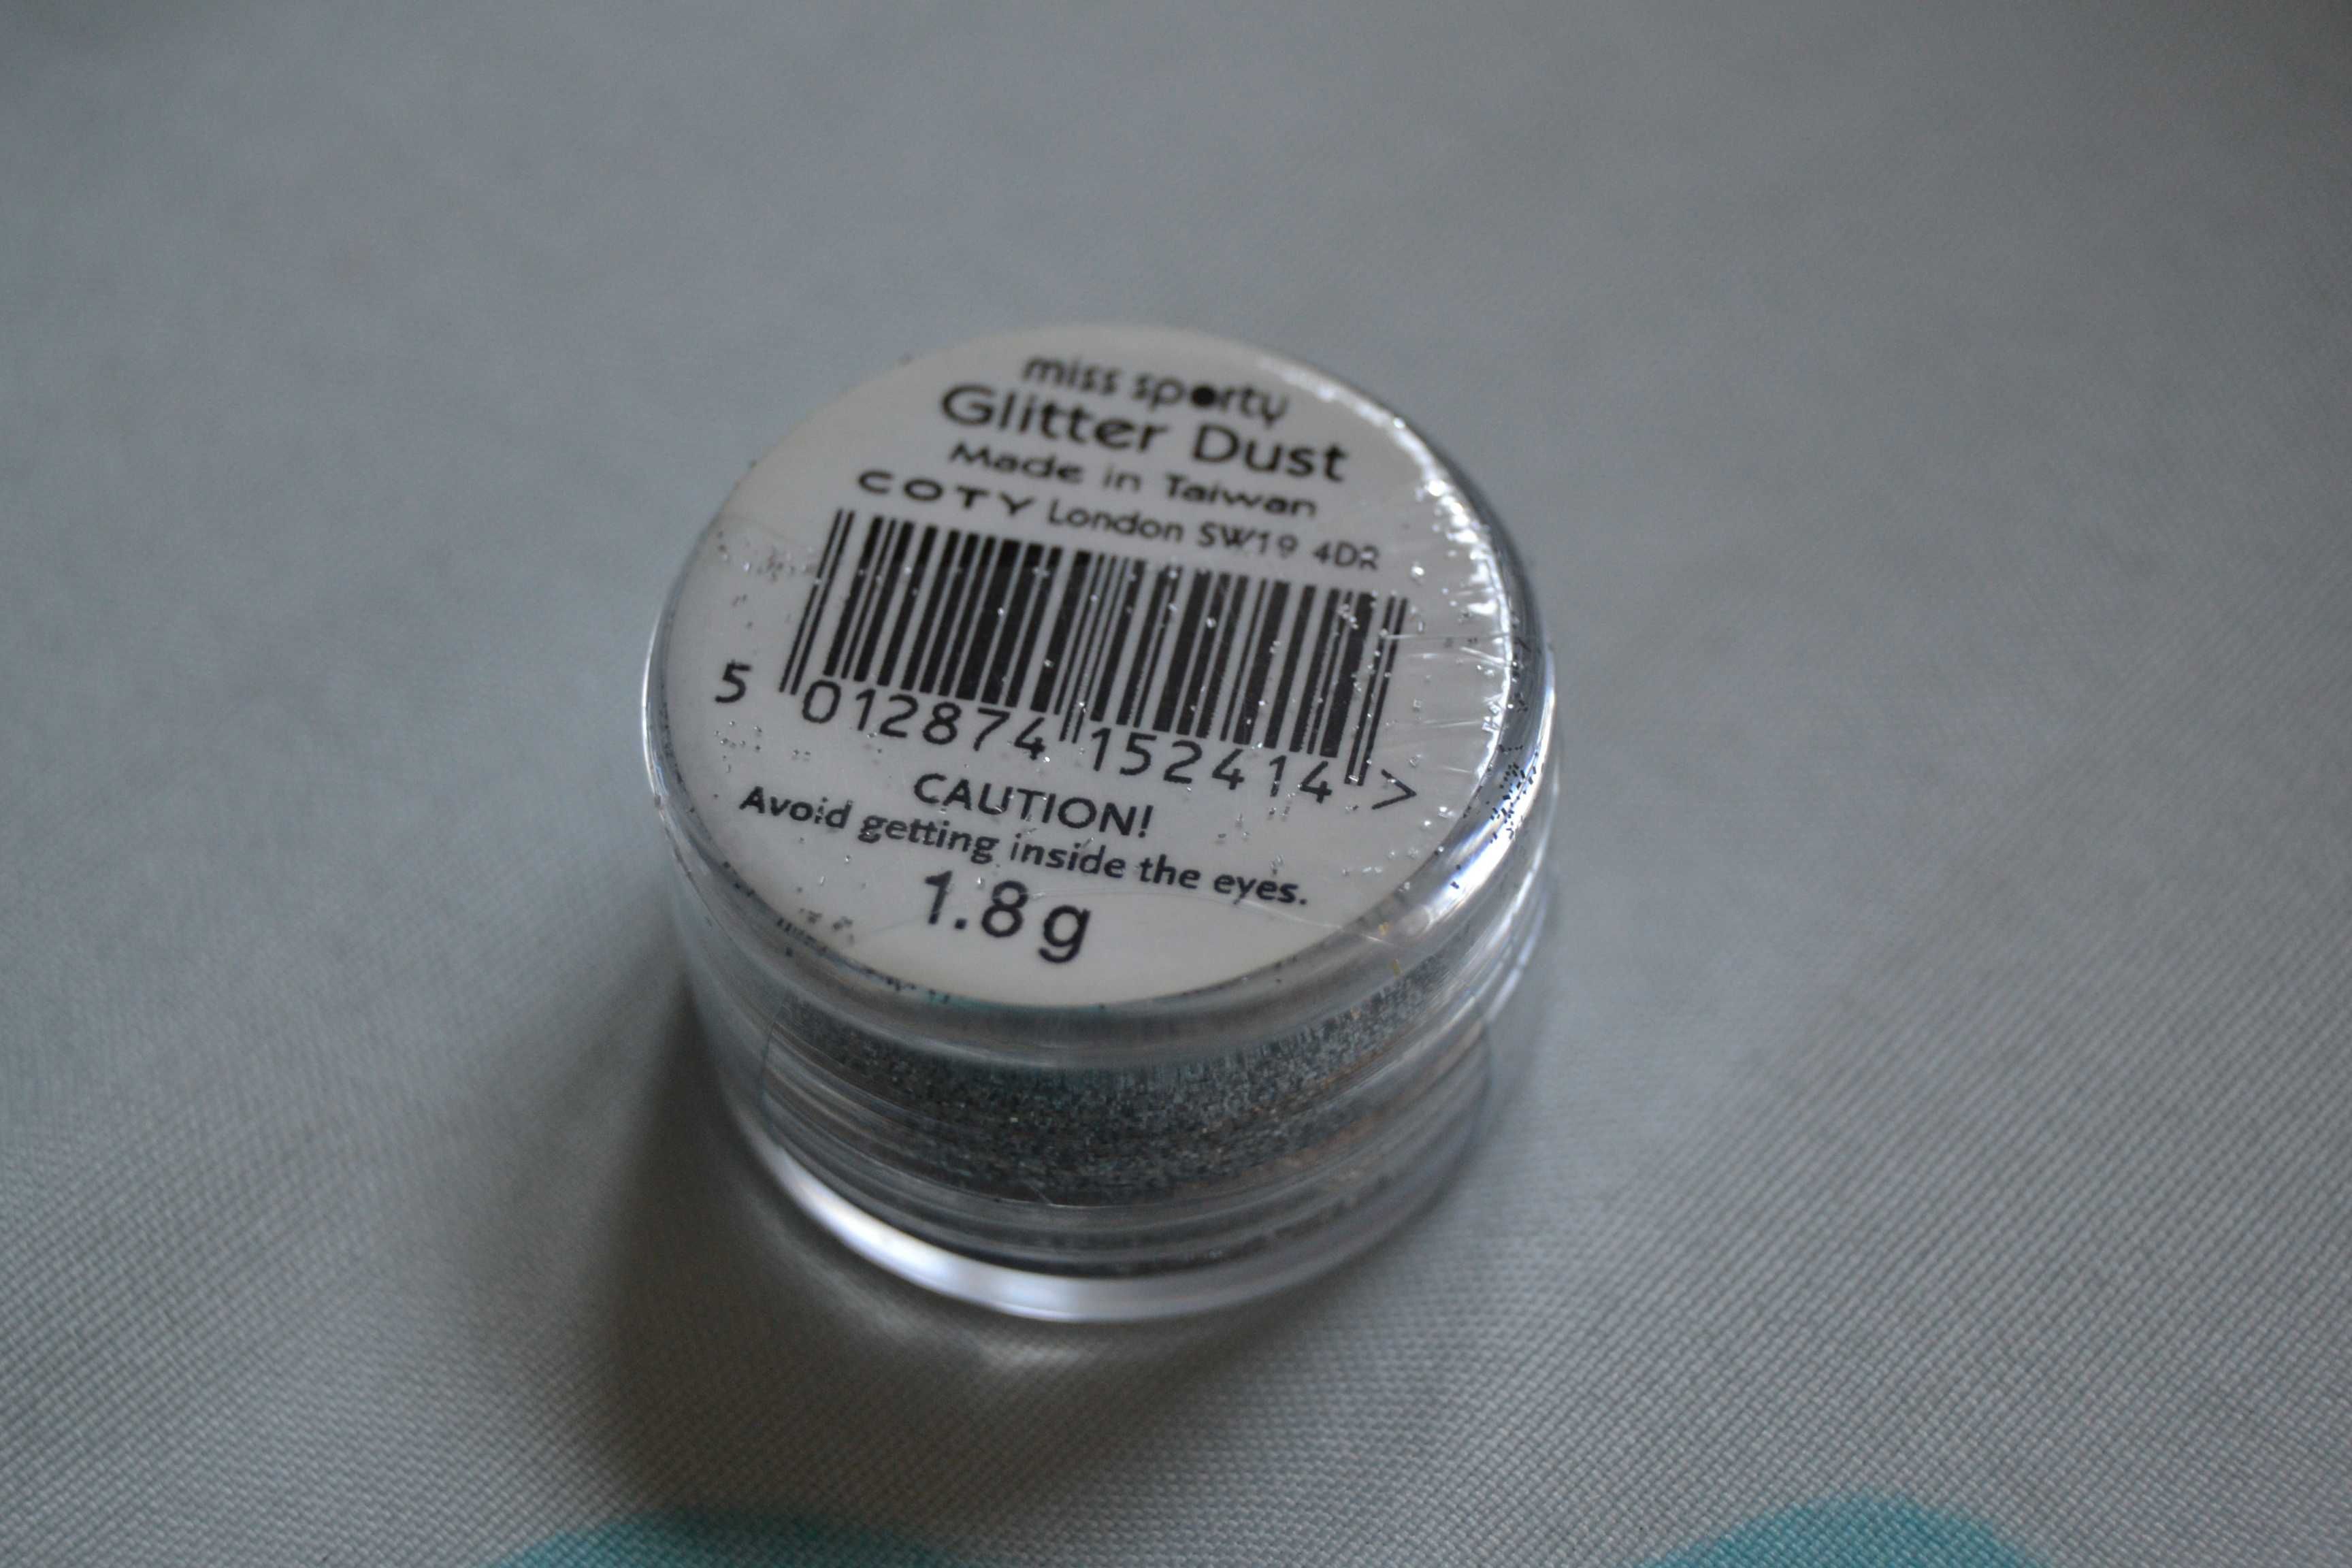 miss sporty
Glitter Dust
Made in Taiwan
COTY London SW19 4DR
5 012874 152414 >
CAUTION!
Avoid getting inside the eyes.
1.8 g